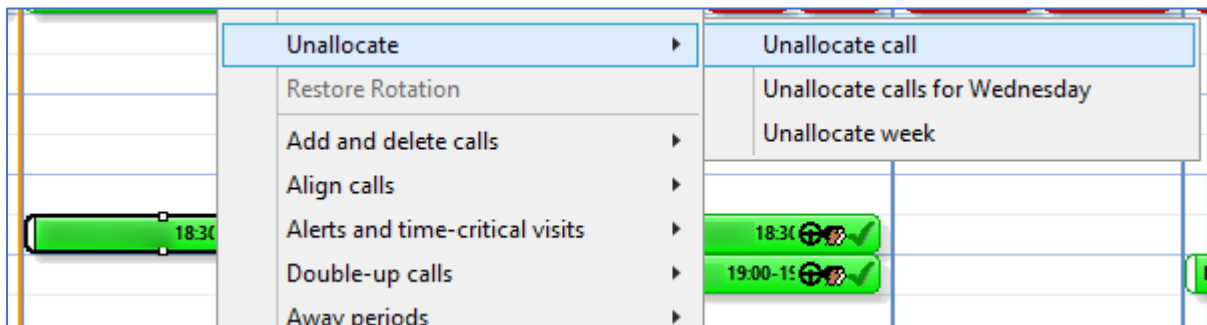 Unallocate
Unallocate call
Restore Rotation
Unallocate calls for Wednesday
Unallocate week
Add and delete calls
Align calls
Alerts and time-critical visits
18:30
18:30
Double-up calls
19:00-15
Away periods